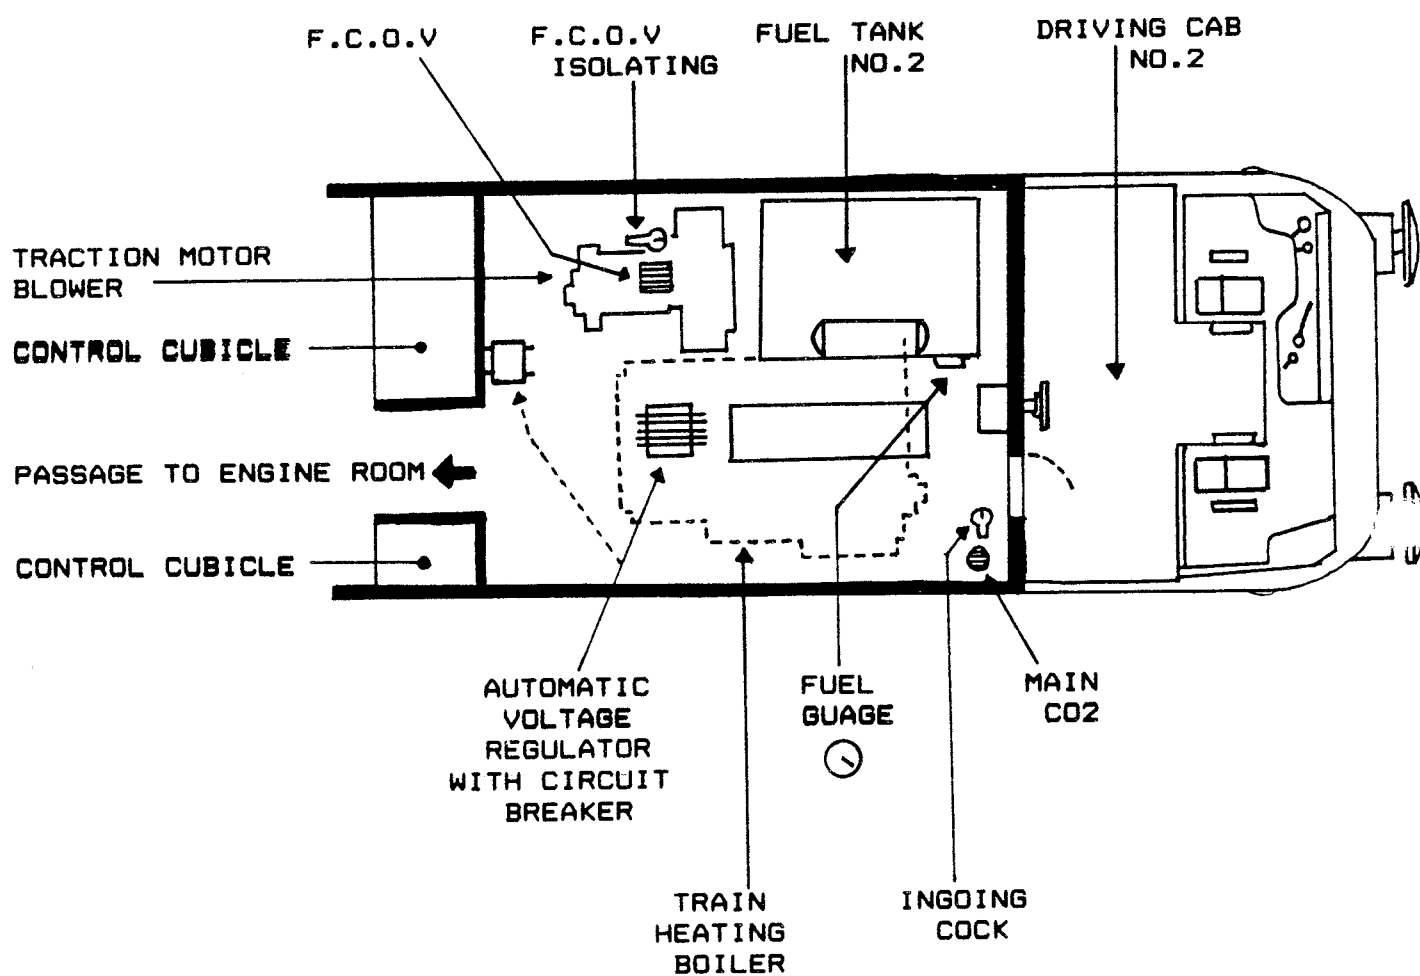 F.C.O.V
F.C.O.V
ISOLATING
FUEL TANK
NO.2
DRIVING CAB
NO.2
TRACTION MOTOR
BLOWER
CONTROL CUBICLE
PASSAGE TO ENGINE ROOM
CONTROL CUBICLE
AUTOMATIC
VOLTAGE
REGULATOR
WITH CIRCUIT
BREAKER
FUEL
GUAGE
MAIN
CO2
TRAIN
HEATING
BOILER
INGOING
COCK